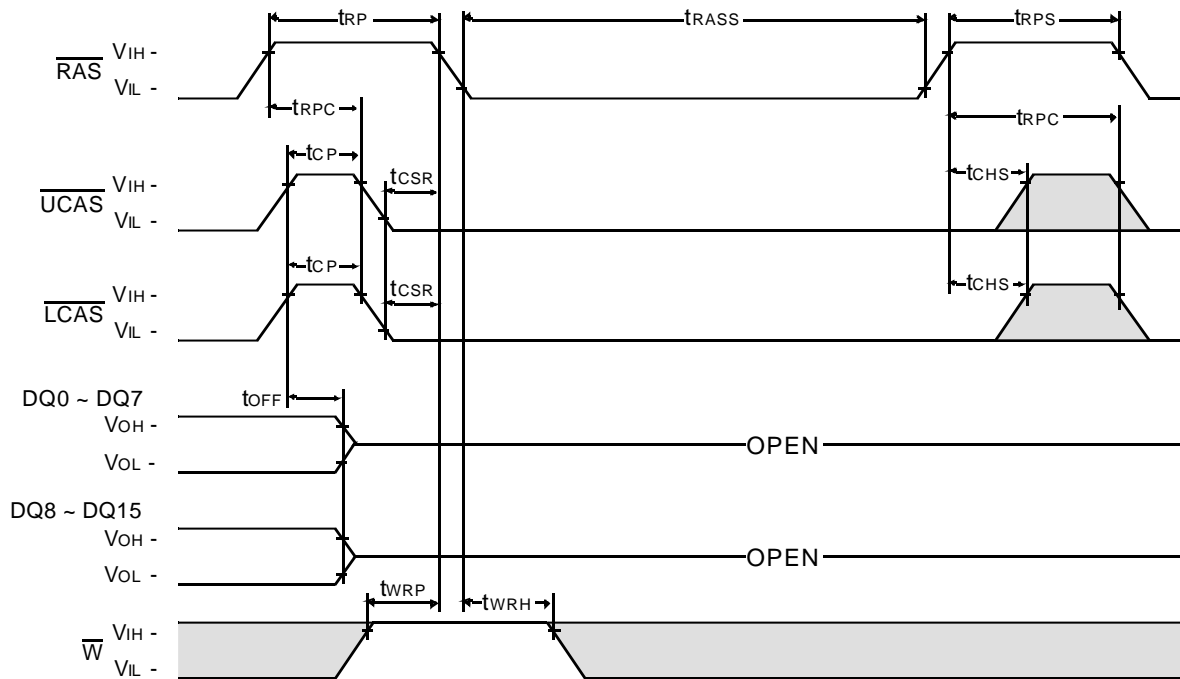 tRP tRASS tRPS
VIH -
RAS
VIL -
tRPC tRPC
tCP
VIH - tCSR tCHS
UCAS
VIL -
tCP
VIH - tCSR tCHS
LCAS
VIL -
DQ0 ~ DQ7 tOFF
VOH -
OPEN
VOL -
DQ8 ~ DQ15
VOH -
OPEN
VOL -
tWRP tWRH
VIH -
W
VIL -